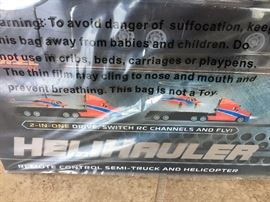 Warning: To avoid danger of suffocation, keep
this bag away from babies and children. Do
not use in cribs, beds, carriages or playpens.
The thin film may cling to nose and mouth and
prevent breathing. This bag is not a Toy.
2-IN-ONE DRIVE, SWITCH RC CHANNELS AND FLY!
HELIHAULER
REMOTE CONTROL SEMI-TRUCK AND HELICOPTER